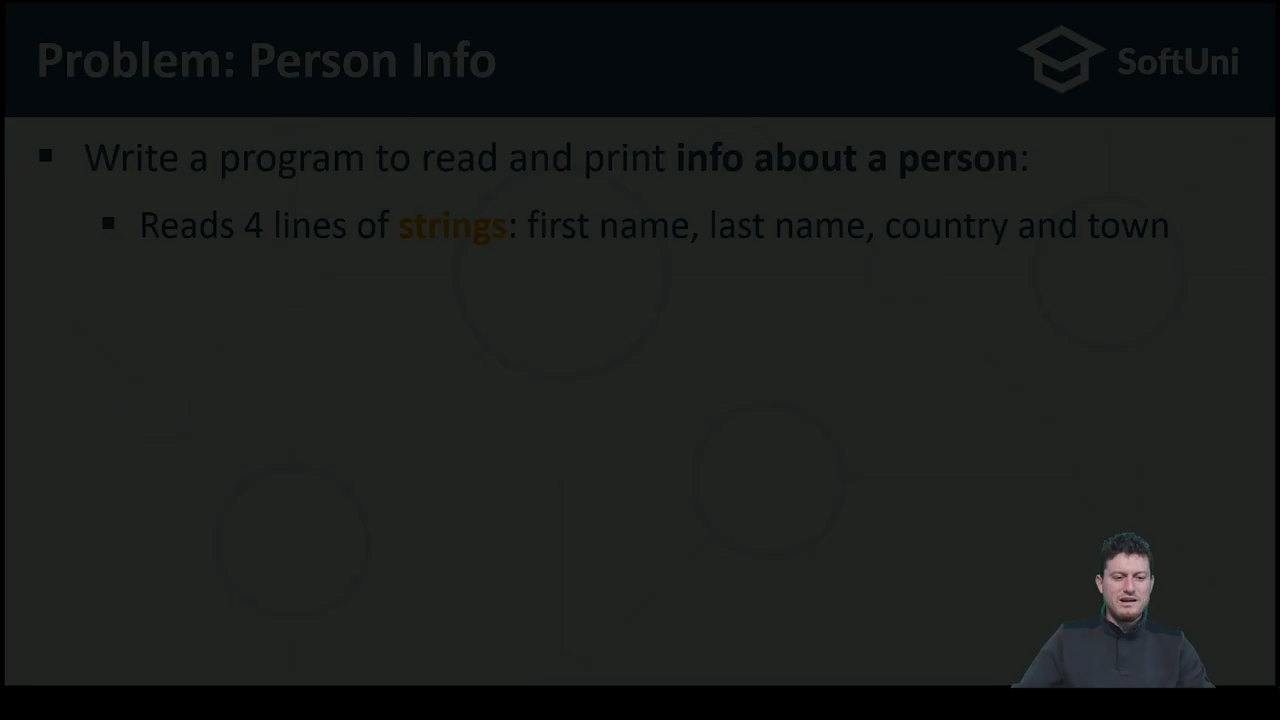 Problem: Person Info
SoftUni
▪ Write a program to read and print info about a person:
▪ Reads 4 lines of strings: first name, last name, country and town